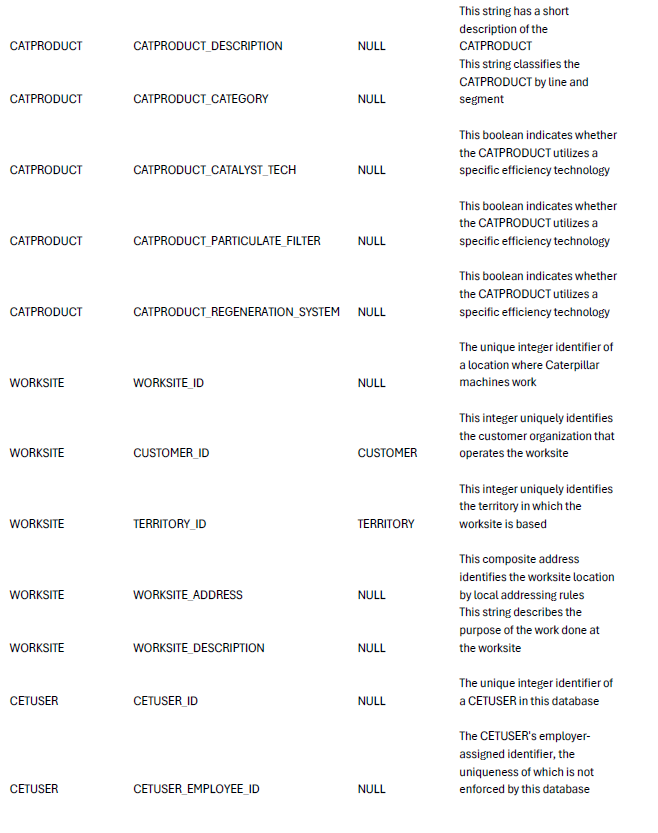 This string has a short
description of the
CATPRODUCT CATPRODUCT_DESCRIPTION NULL CATPRODUCT
This string classifies the
CATPRODUCT by line and
CATPRODUCT CATPRODUCT_CATEGORY NULL segment
This boolean indicates whether
the CATPRODUCT utilizes a
CATPRODUCT CATPRODUCT_CATALYST_TECH NULL specific efficiency technology
This boolean indicates whether
the CATPRODUCT utilizes a
CATPRODUCT CATPRODUCT_PARTICULATE_FILTER NULL specific efficiency technology
This boolean indicates whether
the CATPRODUCT utilizes a
CATPRODUCT CATPRODUCT_REGENERATION_SYSTEM NULL specific efficiency technology
The unique integer identifier of
a location where Caterpillar
WORKSITE WORKSITE_ID NULL machines work
This integer uniquely identifies
the customer organization that
WORKSITE CUSTOMER_ID CUSTOMER operates the worksite
This integer uniquely identifies
the territory in which the
WORKSITE TERRITORY_ID TERRITORY worksite is based
This composite address
identifies the worksite location
WORKSITE WORKSITE_ADDRESS NULL by local addressing rules
This string describes the
purpose of the work done at
WORKSITE WORKSITE_DESCRIPTION NULL the worksite
The unique integer identifier of
CETUSER CETUSER_ID NULL a CETUSER in this database
The CETUSER's employer-
assigned identifier, the
uniqueness of which is not
CETUSER CETUSER_EMPLOYEE_ID NULL enforced by this database